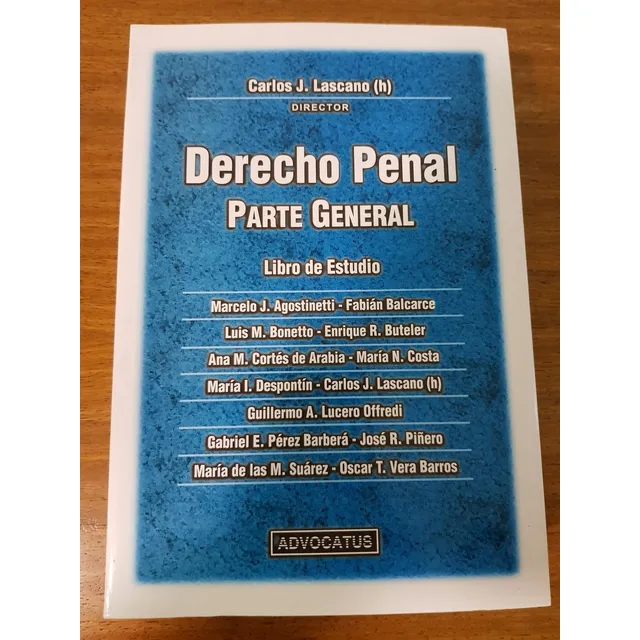 Carlos J. Lascano (h)
DIRECTOR
Derecho Penal
PARTE GENERAL
Libro de Estudio
Marcelo J. Agostinetti - Fabián Balcarce
Luis M. Bonetto - Enrique R. Buteler
Ana M. Cortés de Arabia - María N. Costa
María I. Despontín - Carlos J. Lascano (h)
Guillermo A. Lucero Offredi
Gabriel E. Pérez Barberá - José R. Piñero
María de las M. Suárez - Oscar T. Vera Barros
ADVOCATUS